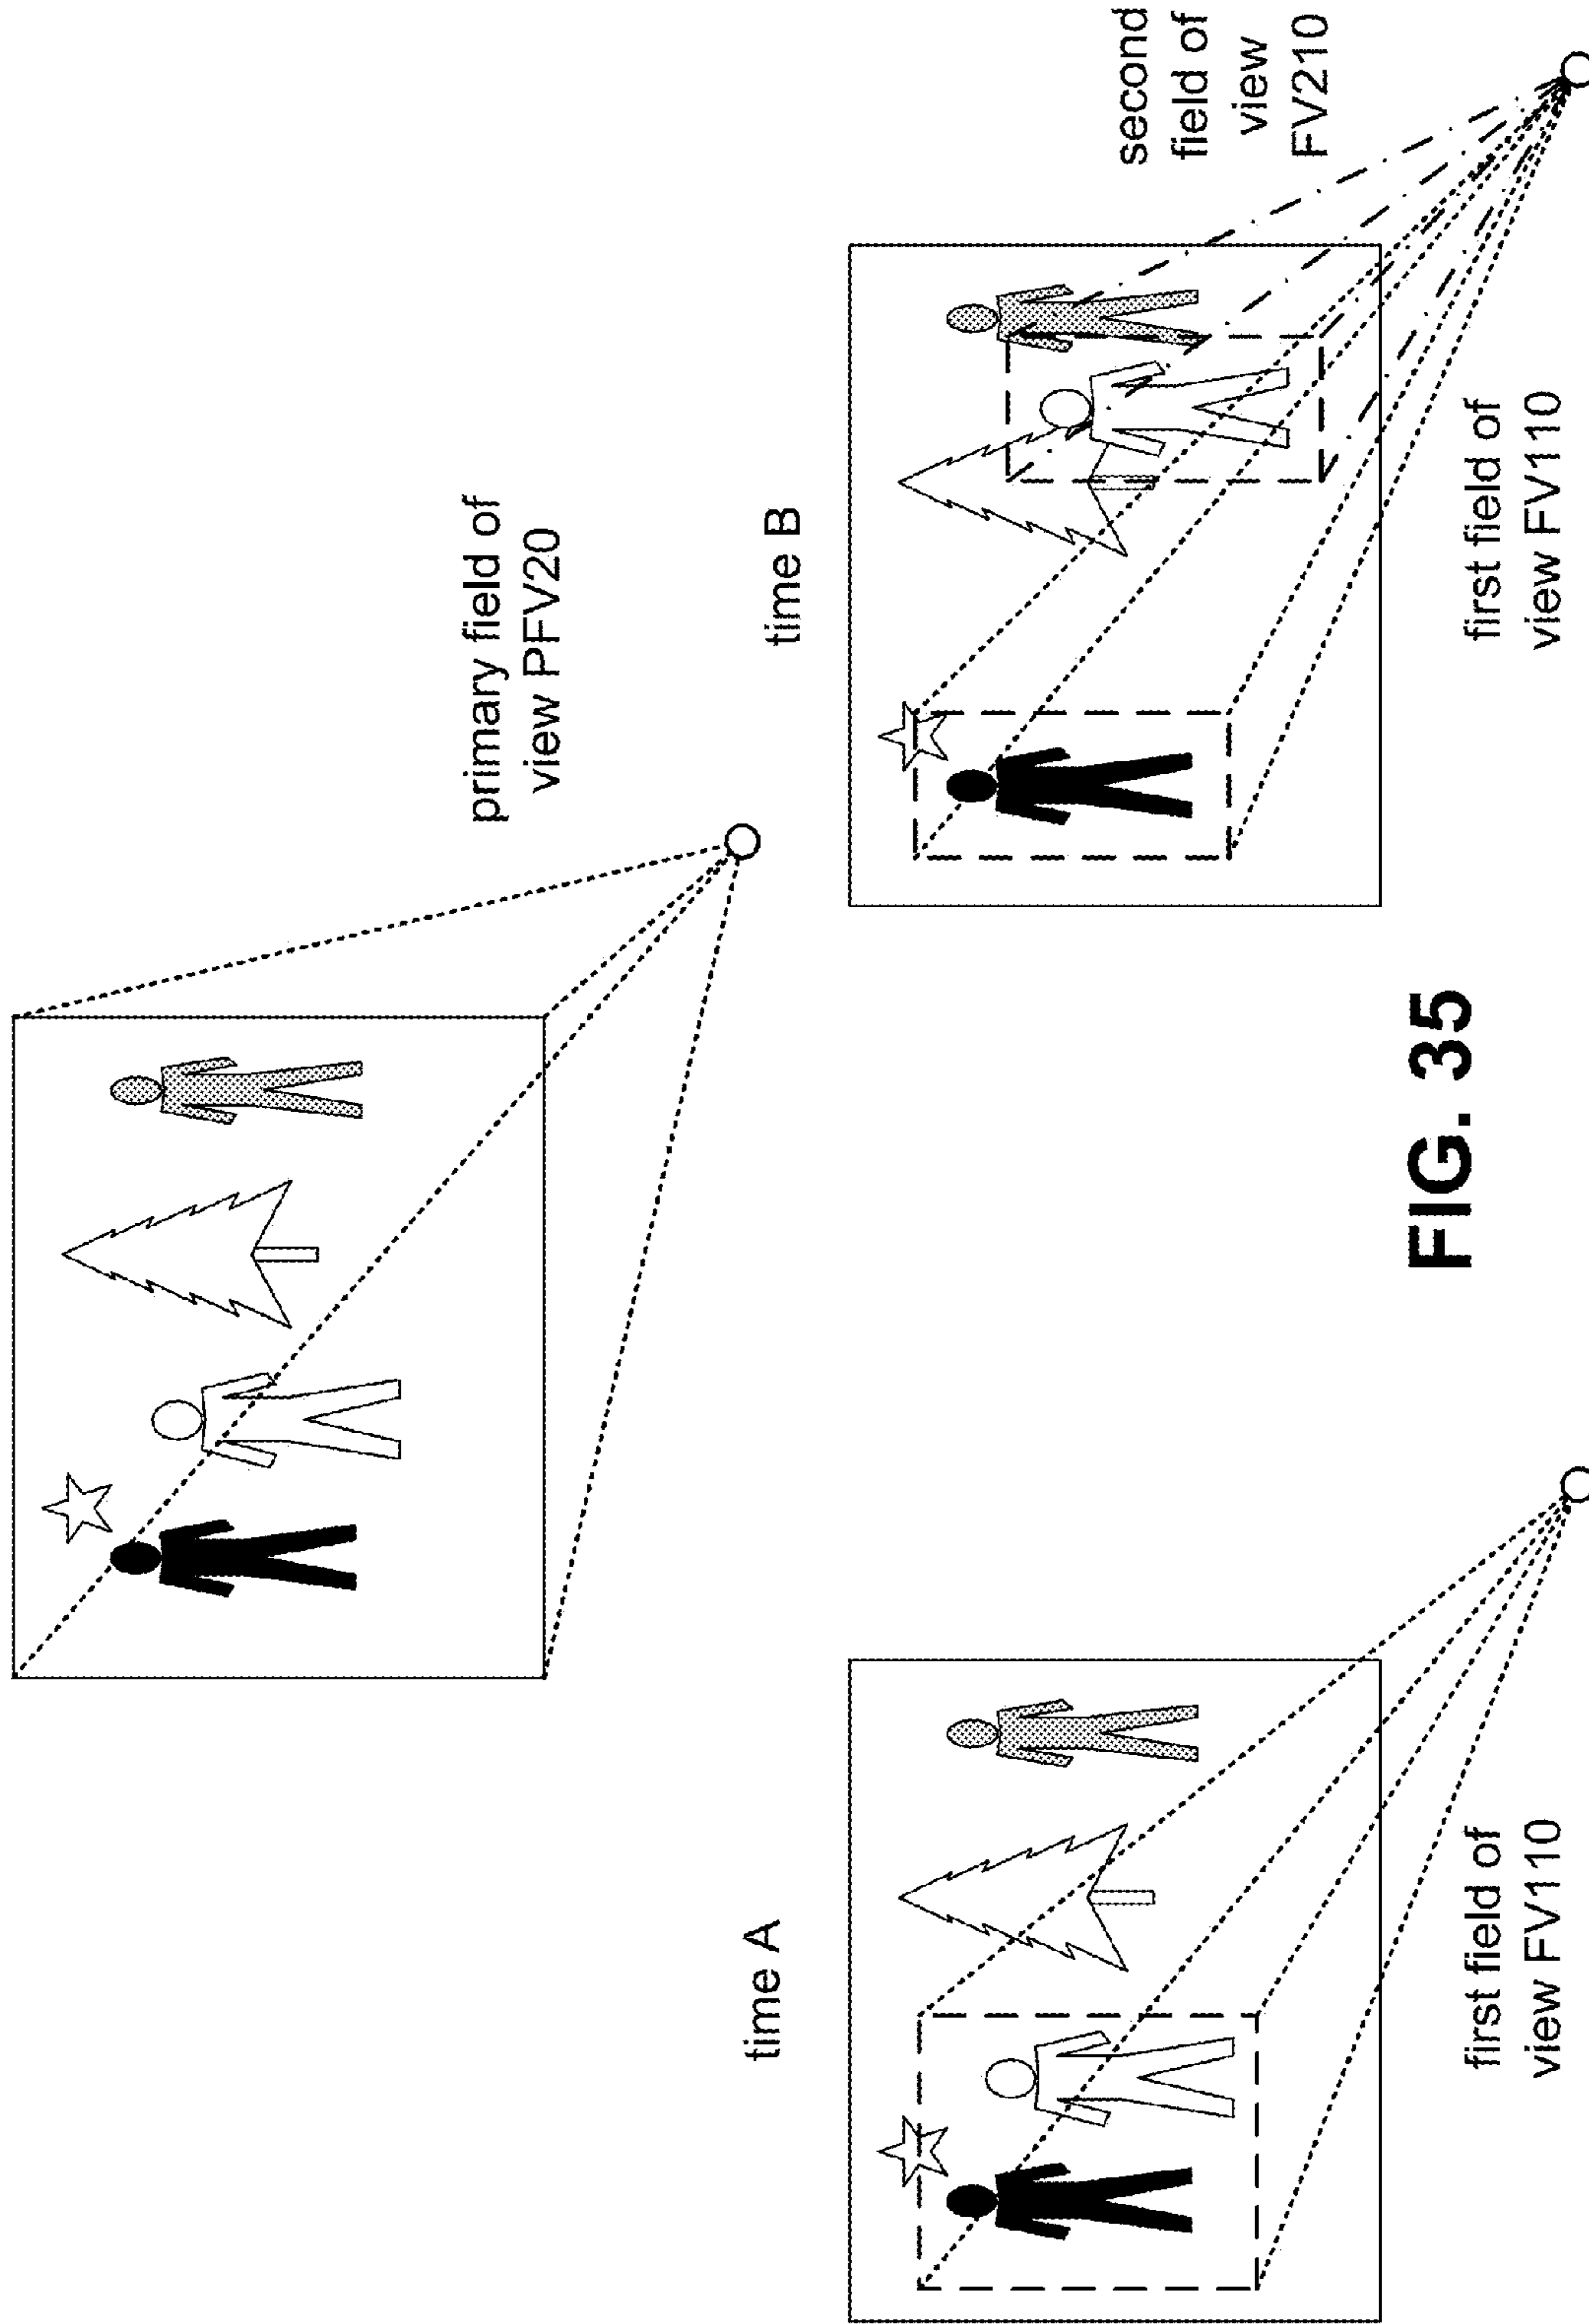 primary field of
view PFV20
time A
time B
first field of
view FV110
second
field of
view
FV210
first field of
view FV110
FIG. 35